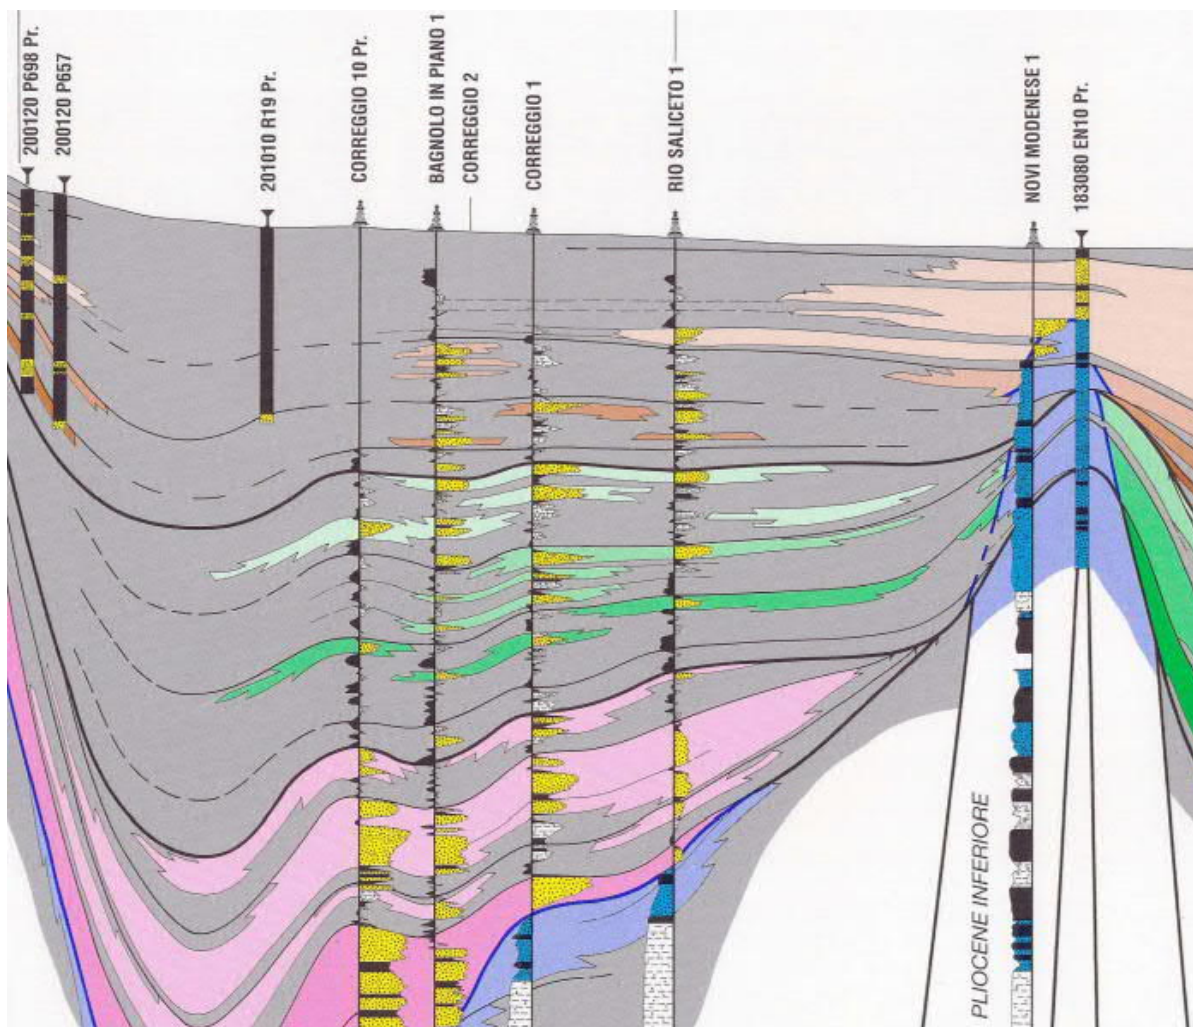 200120 P698 Pr.
200120 P657
201010 R19 Pr.
CORREGGIO 10 Pr.
BAGNOLO IN PIANO 1
CORREGGIO 2
CORREGGIO 1
RIO SALICETO 1
NOVI MODENESE 1
183080 EN10 Pr.
PLIOCENE INFERIORE